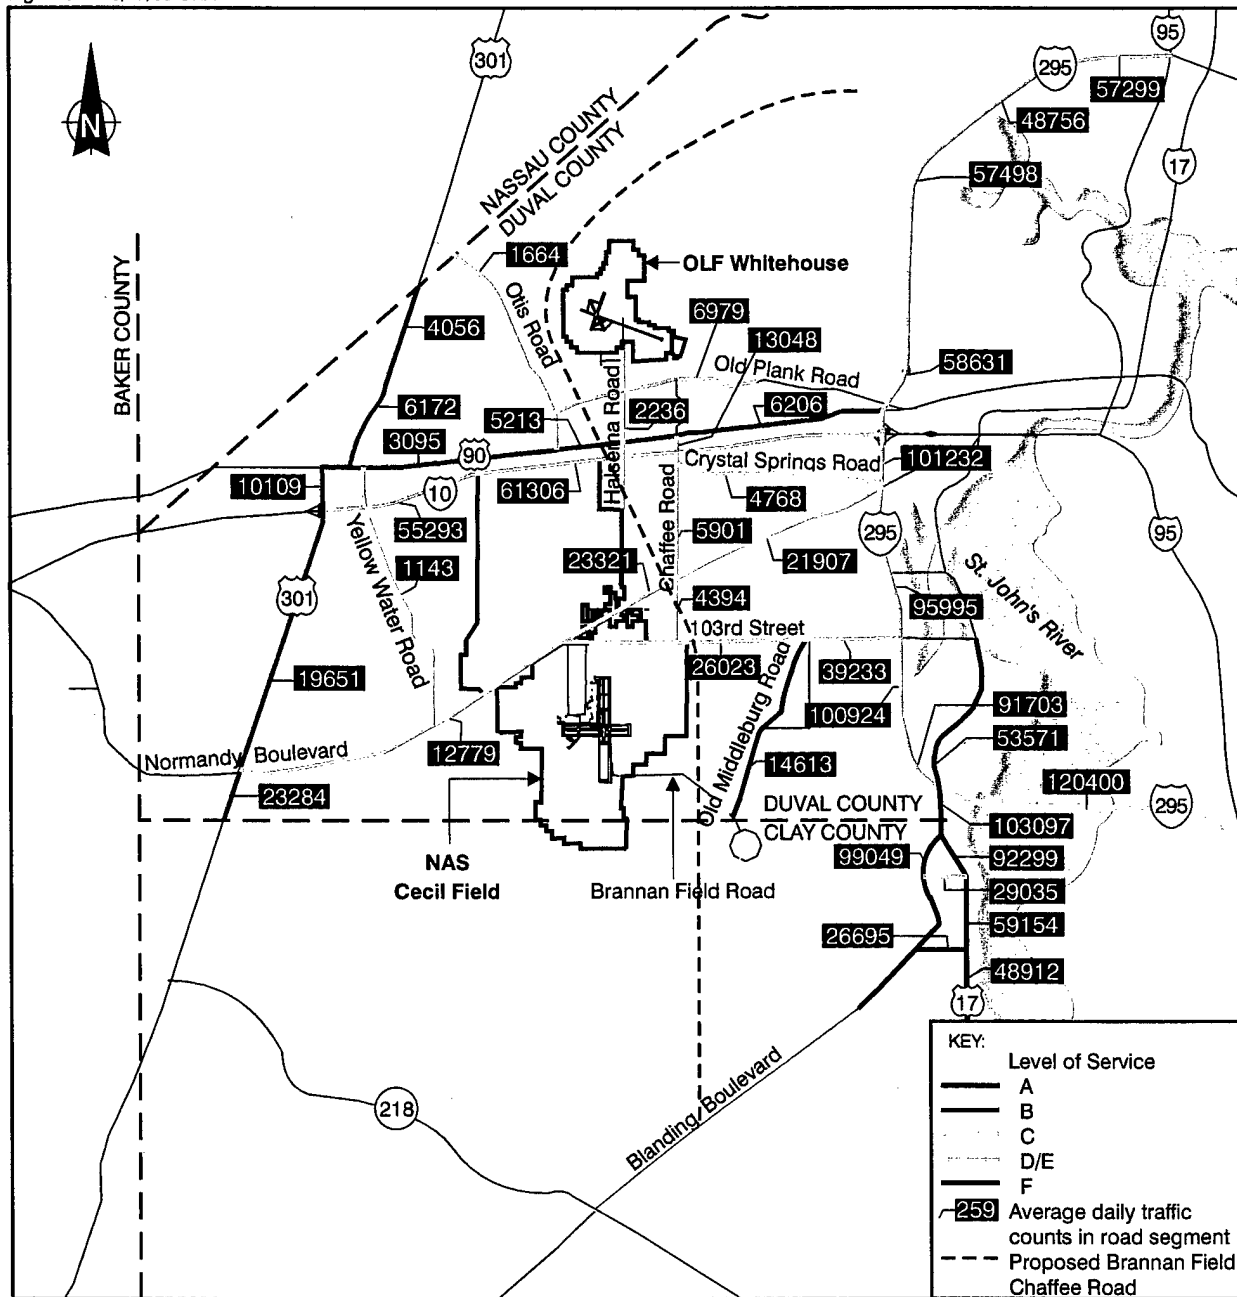 95
301
295
57299
48756
17
NASSAU COUNTY
DUVAL COUNTY
57498
BAKER COUNTY
1664
OLF Whitehouse
Otis Road
6979
4056
13048
58631
Old Plank Road
6172
Halsema Road
2236
6206
5213
3095
90
Crystal Springs Road
101232
10109
10
61306
4768
55293
Chaffee Road
5901
295
95
Yellow Water Road
1143
23321
21907
St. John's River
301
95995
4394
103rd Street
26023
39233
19651
Old Middleburg Road
100924
91703
Normandy Boulevard
12779
53571
14613
23284
120400
295
DUVAL COUNTY
103097
CLAY COUNTY
NAS
Cecil Field
Brannan Field Road
99049
92299
29035
59154
26695
48912
17
218
Blanding Boulevard
KEY:
Level of Service
A
B
C
D/E
F
259 Average daily traffic
counts in road segment
Proposed Brannan Field
Chaffee Road
N